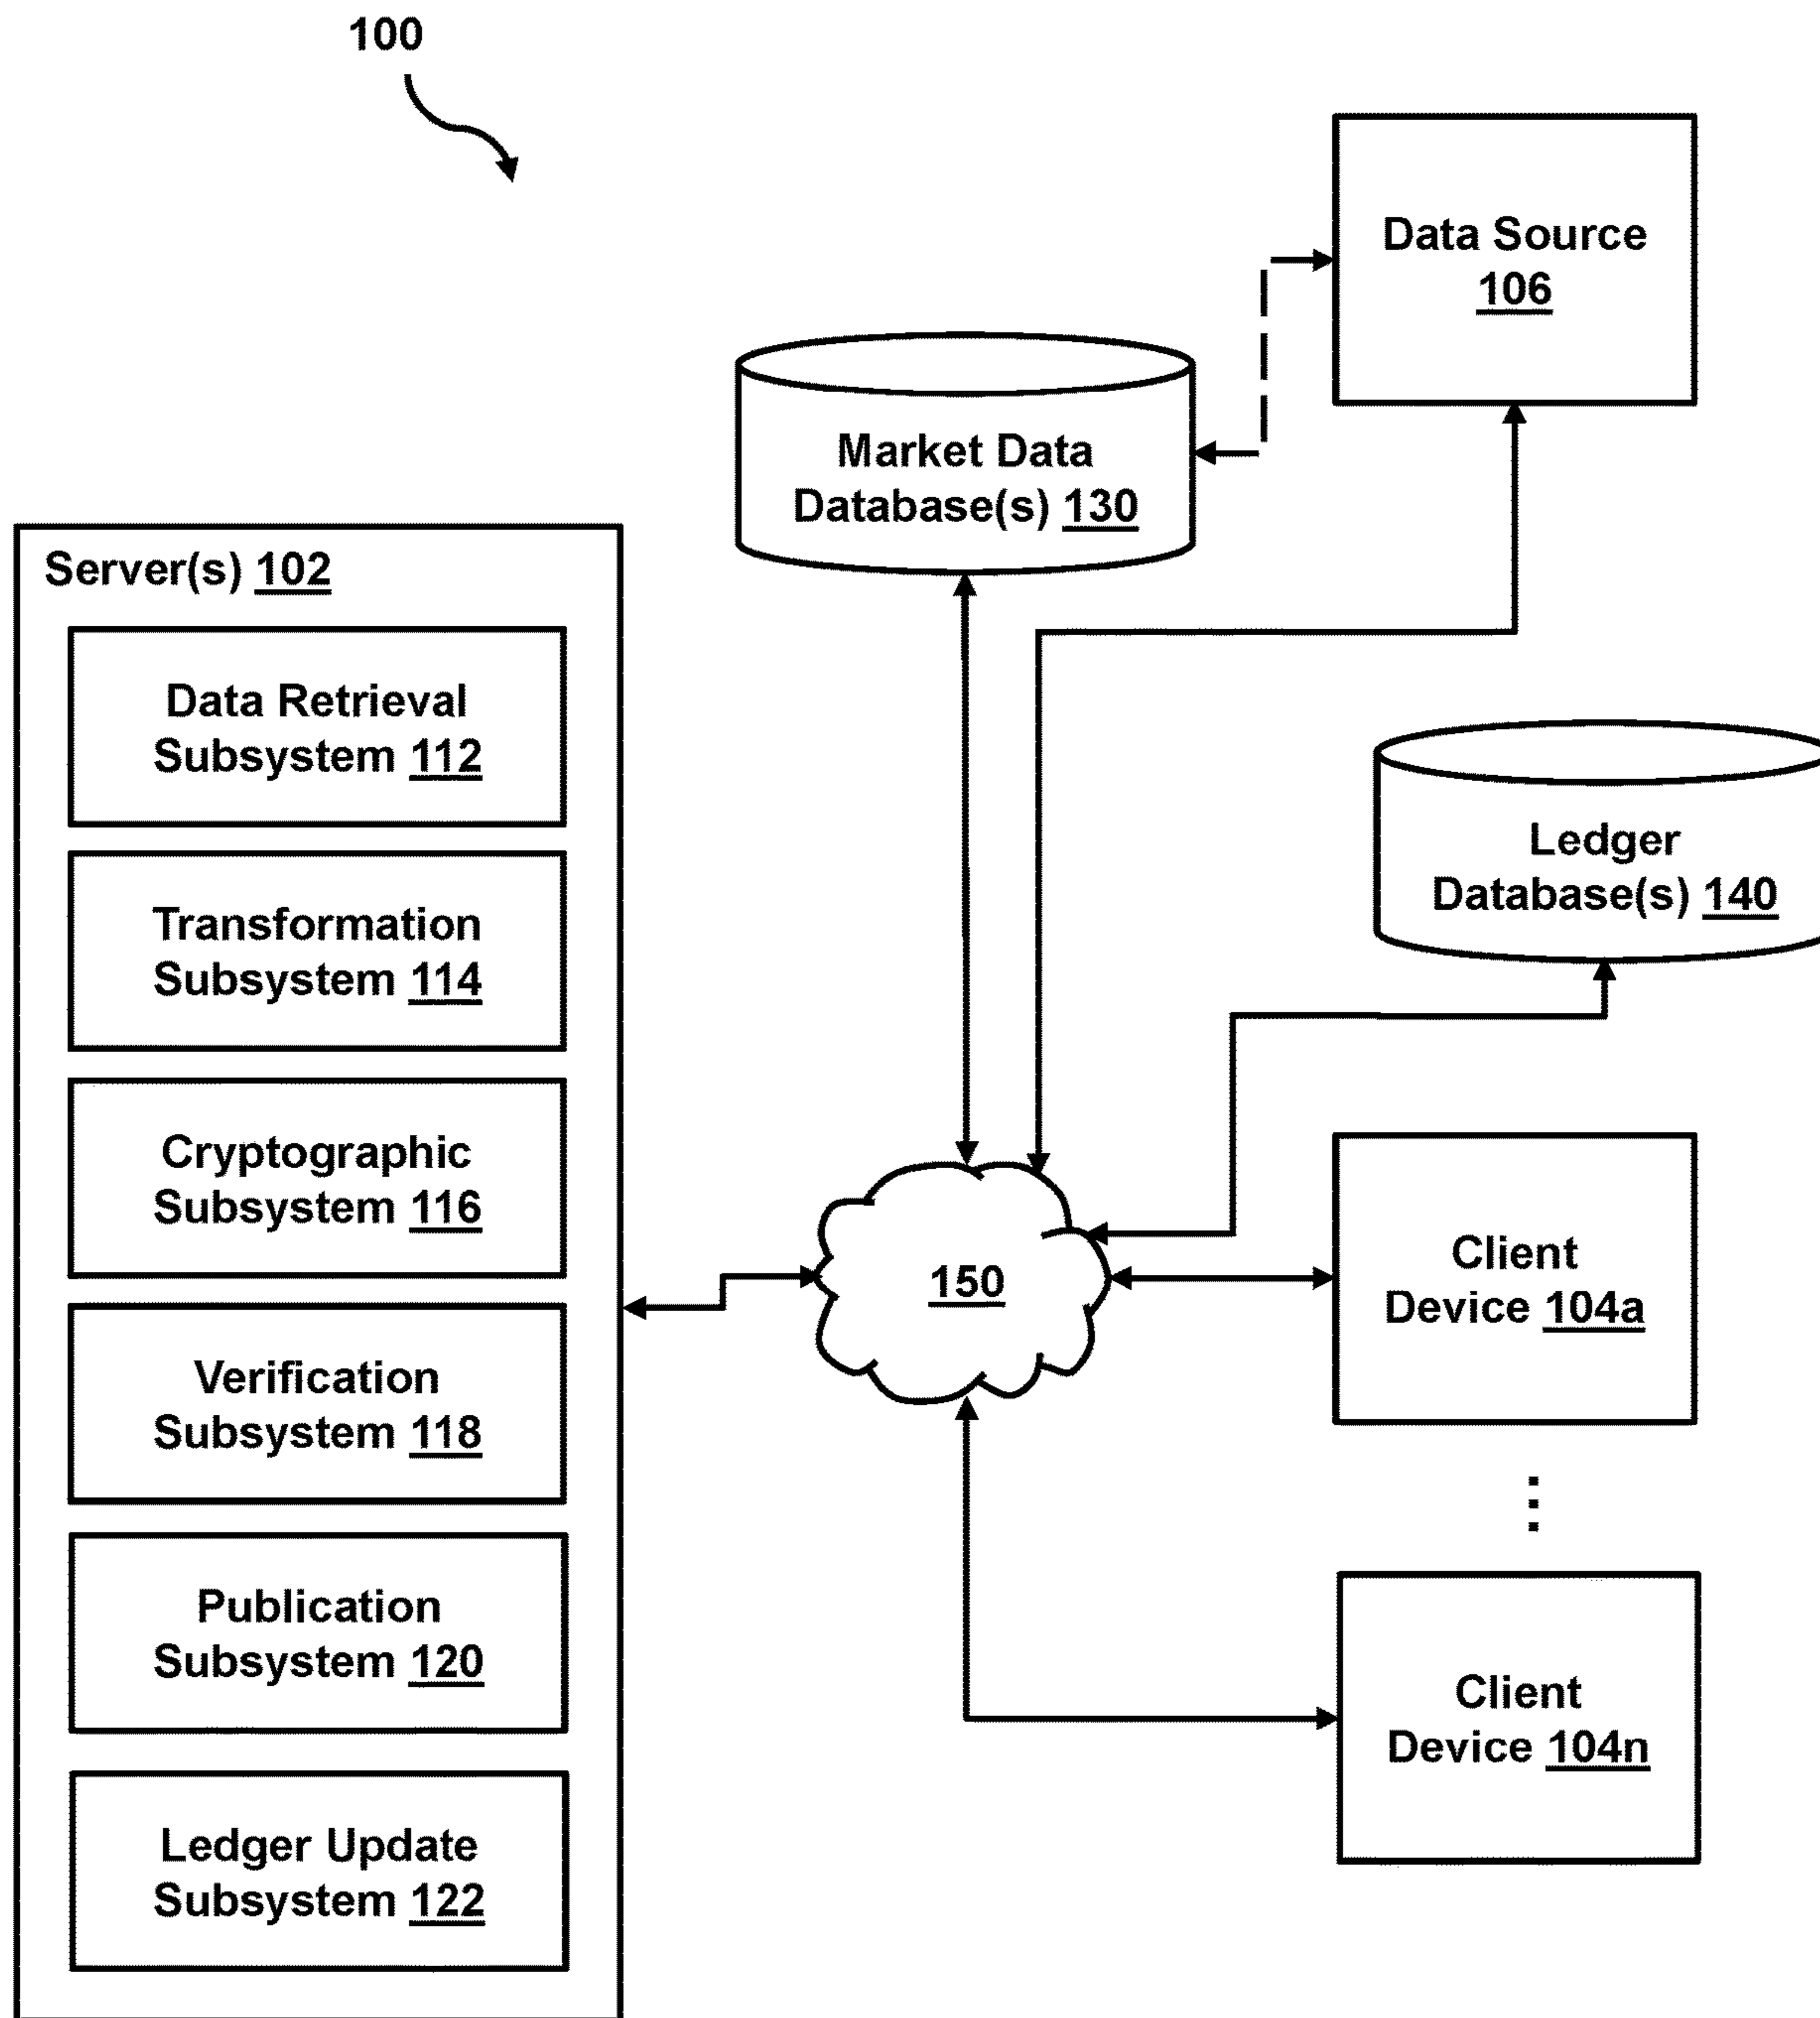 100
Data Source
106
Market Data
Database(s) 130
Server(s) 102
Data Retrieval
Subsystem 112
Transformation
Subsystem 114
Cryptographic
Subsystem 116
Verification
Subsystem 118
Publication
Subsystem 120
Ledger Update
Subsystem 122
Ledger
Database(s) 140
150
Client
Device 104a
⋮
Client
Device 104n